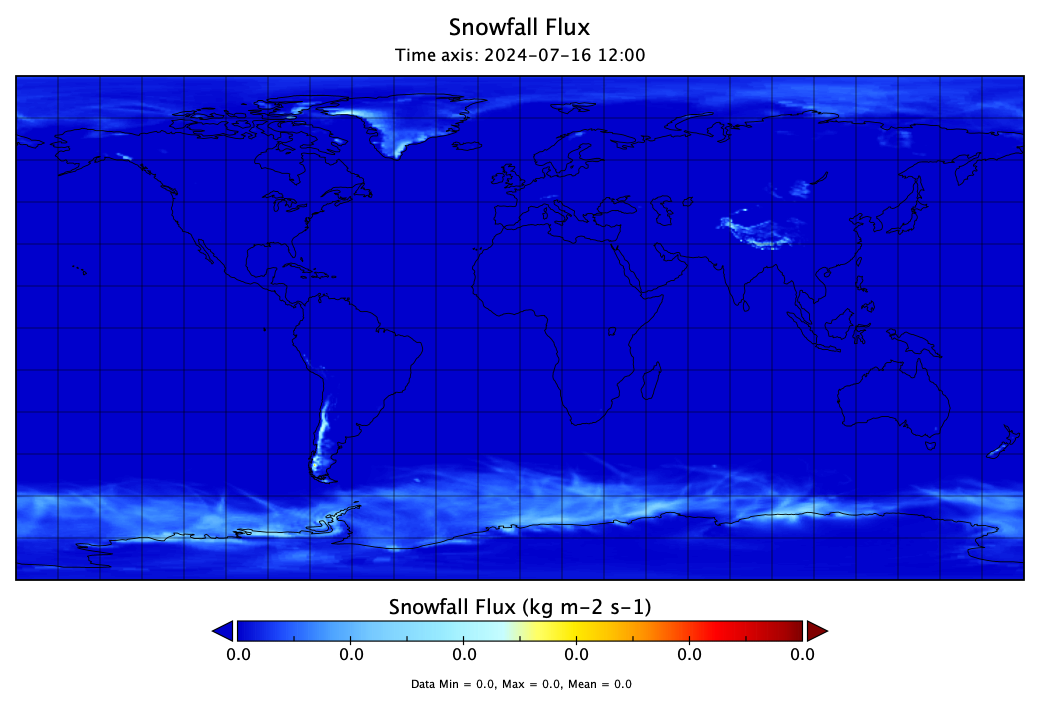 Snowfall Flux
Time axis: 2024-07-16 12:00
Snowfall Flux (kg m-2 s-1)
0.0 0.0 0.0 0.0 0.0 0.0
Data Min = 0.0, Max = 0.0, Mean = 0.0